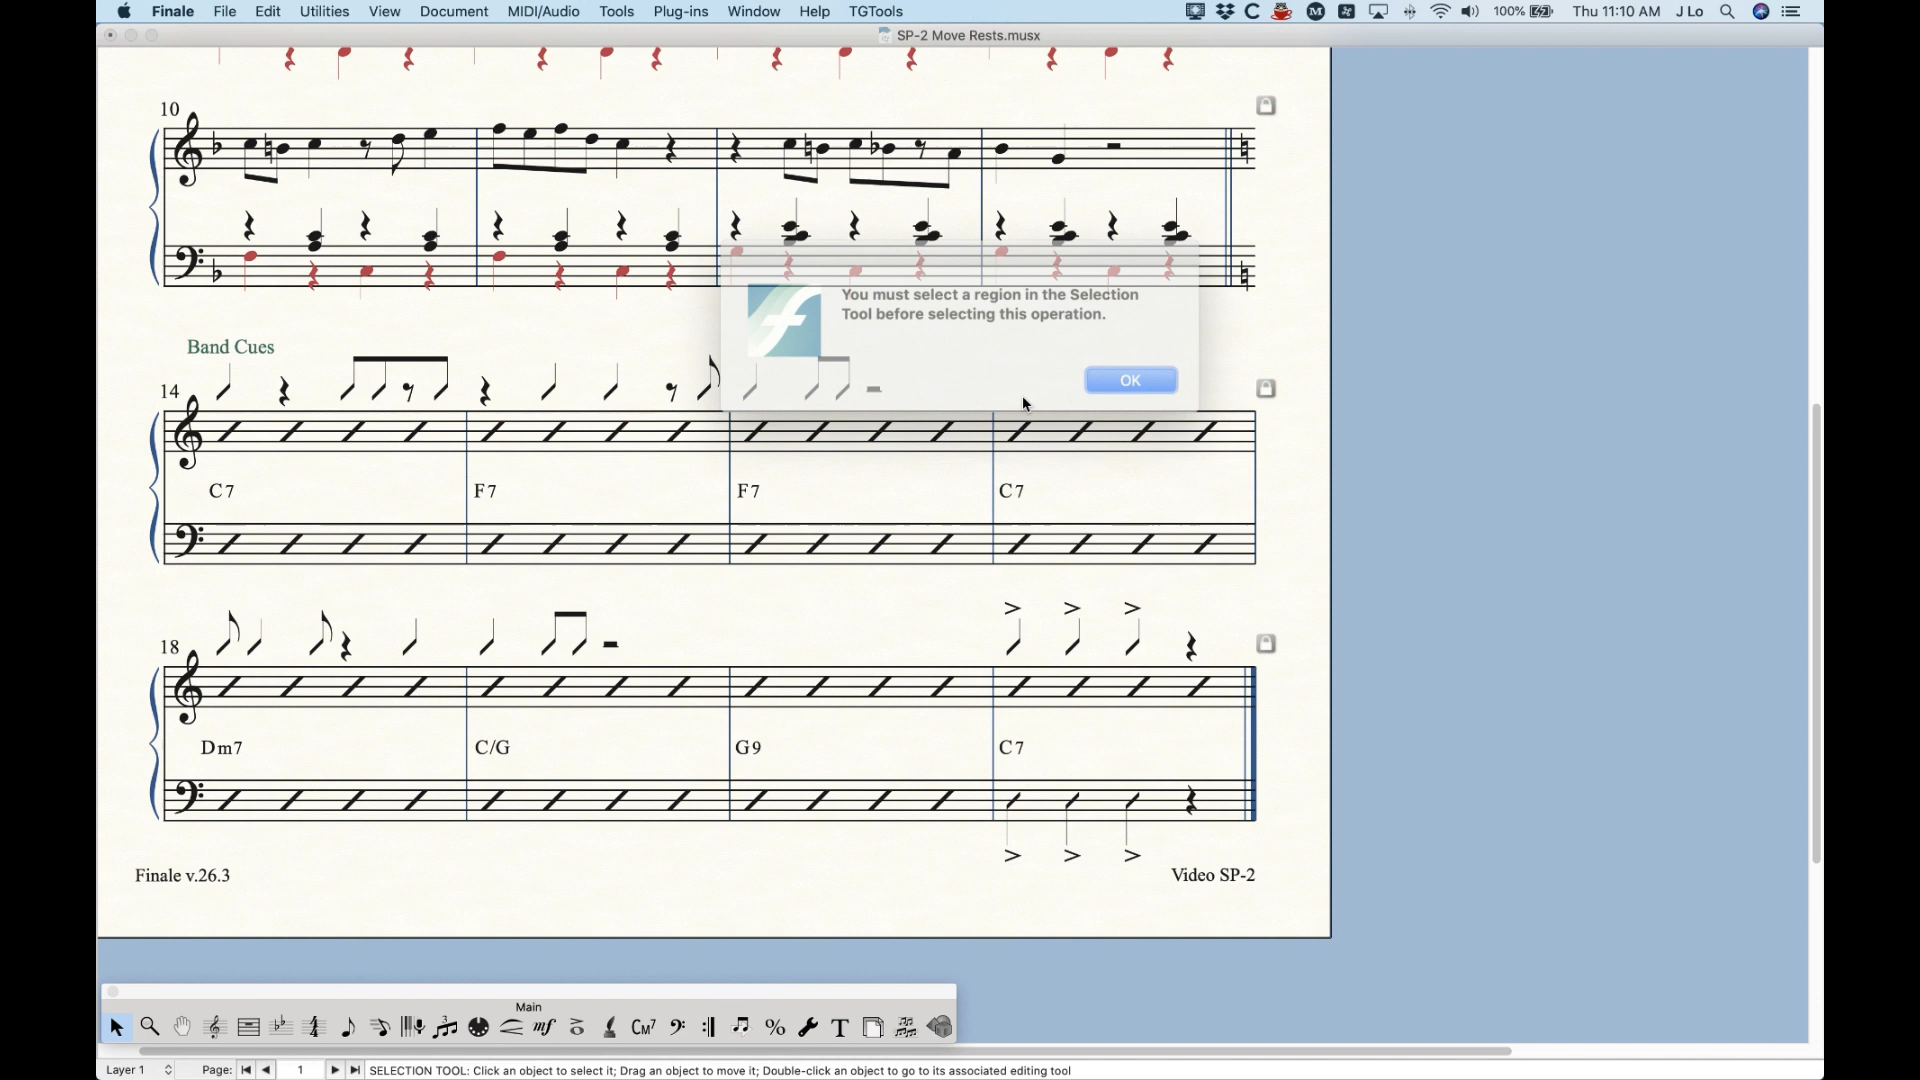 Finale File Edit Utilities View Document MIDI/Audio Tools Plug-ins Window Help TGTools 100% Thu 11:10 AM J Lo
SP-2 Move Rests.musx
10
You must select a region in the Selection
Tool before selecting this operation.
OK
Band Cues
14
C7 F7 F7 C7
18
Dm7 C/G G9 C7
Finale v.26.3 Video SP-2
Main
mf CM7 % T
Layer 1 Page: 1 SELECTION TOOL: Click an object to select it; Drag an object to move it; Double-click an object to go to its associated editing tool